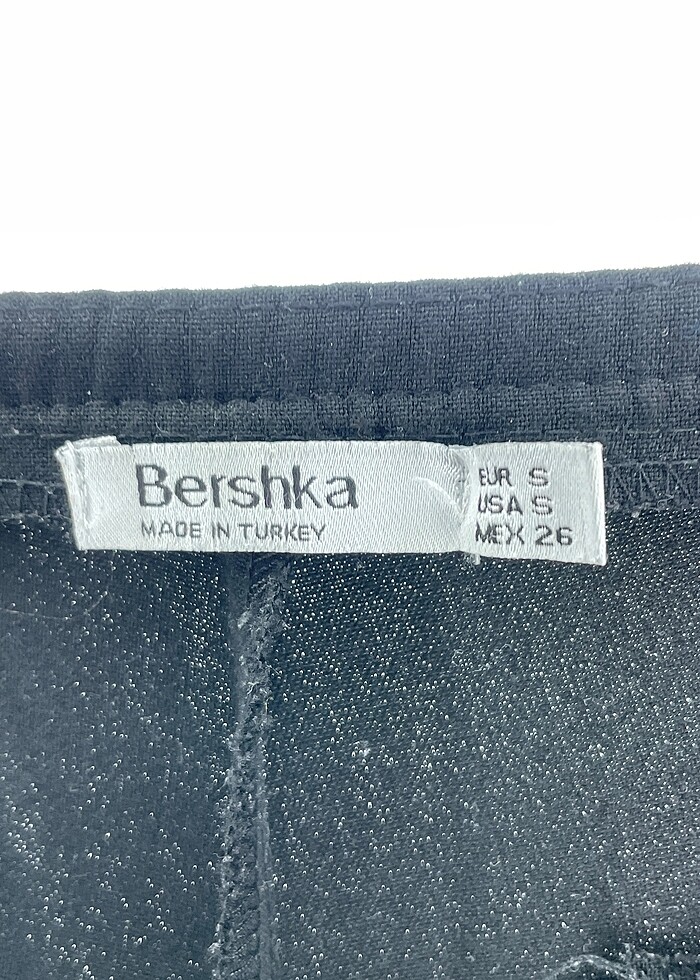 Bershka
MADE IN TURKEY
EUR S
USA S
MEX 26